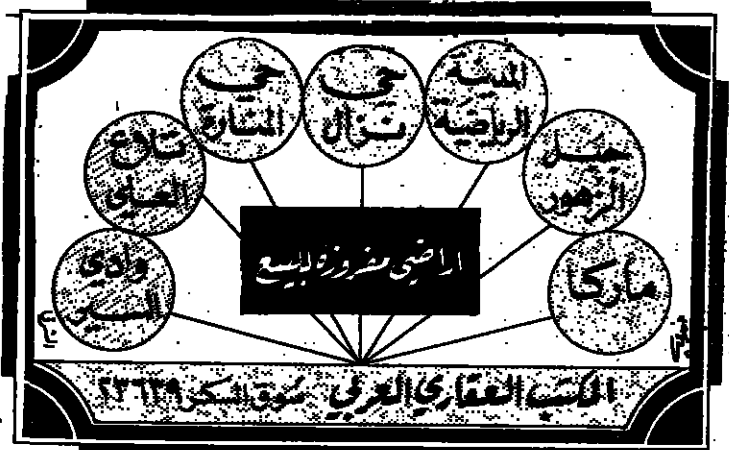 المدينة
الرياضية
حي
نزال
حي
المنارة
جبل
الزهور
تلاع
العلي
ماركا
وادي
السير
اراضي مفروزة للبيع
المكتب العقاري العربي سوق السكر ٢٣٦١٣٩